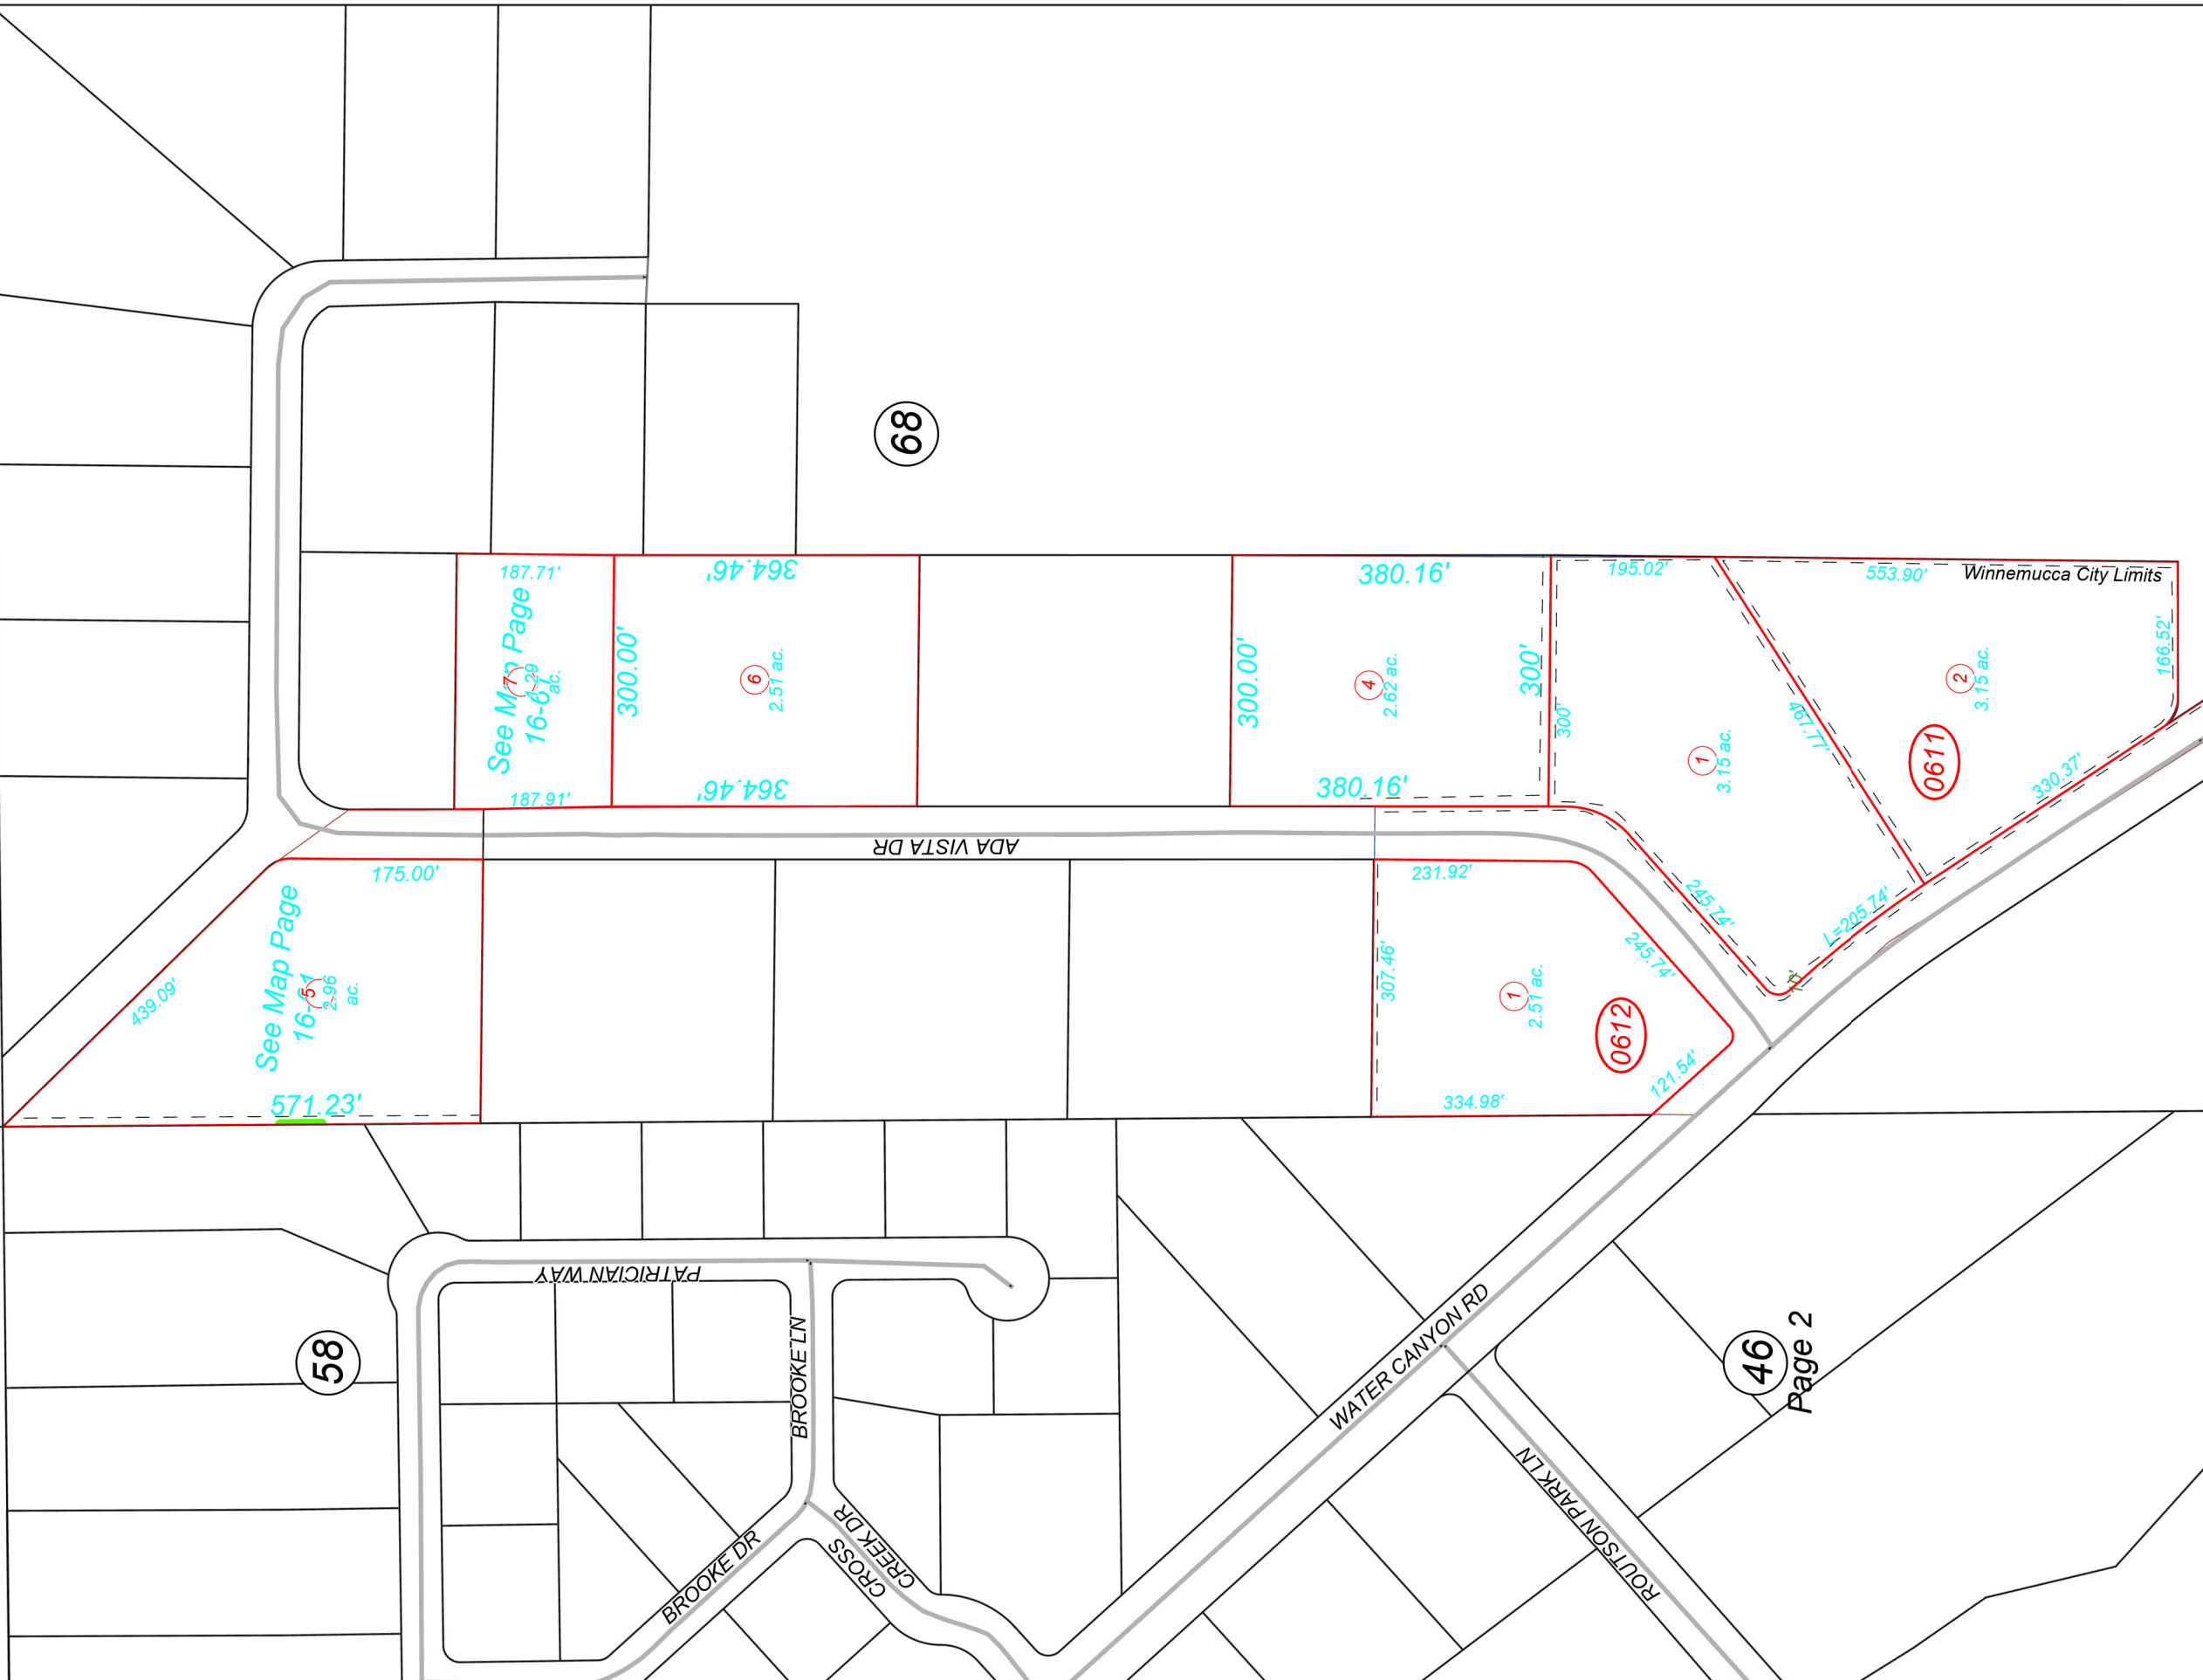 68
187.71'
364.46'
380.16'
195.02'
553.90'
Winnemucca City Limits
See Map Page
16-61
7
1.29
ac.
300.00'
6
2.51 ac.
300.00'
4
2.62 ac.
300'
300'
1
3.15 ac.
467.77'
2
3.15 ac.
166.52'
0611
330.37'
187.91'
364.46'
380.16'
ADA VISTA DR
175.00'
231.92'
245.74'
L=205.74'
439.09'
See Map Page
5
2.96
ac.
307.46'
1
2.51 ac.
245.74'
0612
121.54'
571.23'
334.98'
PATRICIAN WAY
58
BROOKE LN
WATER CANYON RD
46
Page 2
BROOKE DR
CROSS
CREEK DR
ROUTSON PARK LN